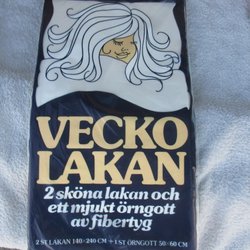 VECKO
LAKAN
2 sköna lakan och
ett mjukt örngott
av fibertyg
2 ST LAKAN 140×240 CM + 1 ST ÖRNGOTT 50×60 CM